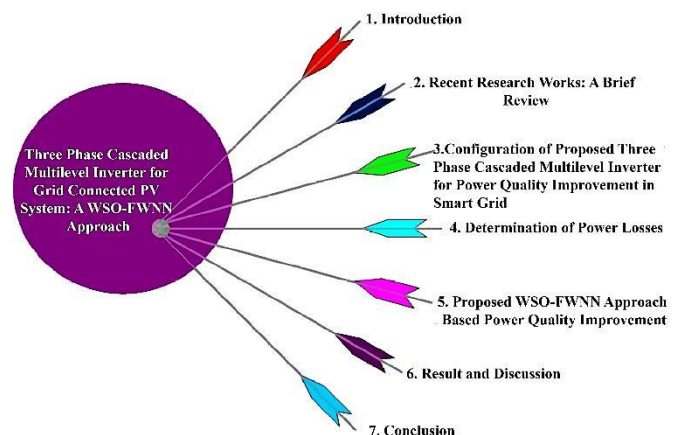 Three Phase Cascaded
Multilevel Inverter for
Grid Connected PV
System: A WSO-FWNN
Approach
1. Introduction
2. Recent Research Works: A Brief
Review
3.Configuration of Proposed Three
Phase Cascaded Multilevel Inverter
for Power Quality Improvement in
Smart Grid
4. Determination of Power Losses
5. Proposed WSO-FWNN Approach
Based Power Quality Improvement
6. Result and Discussion
7. Conclusion